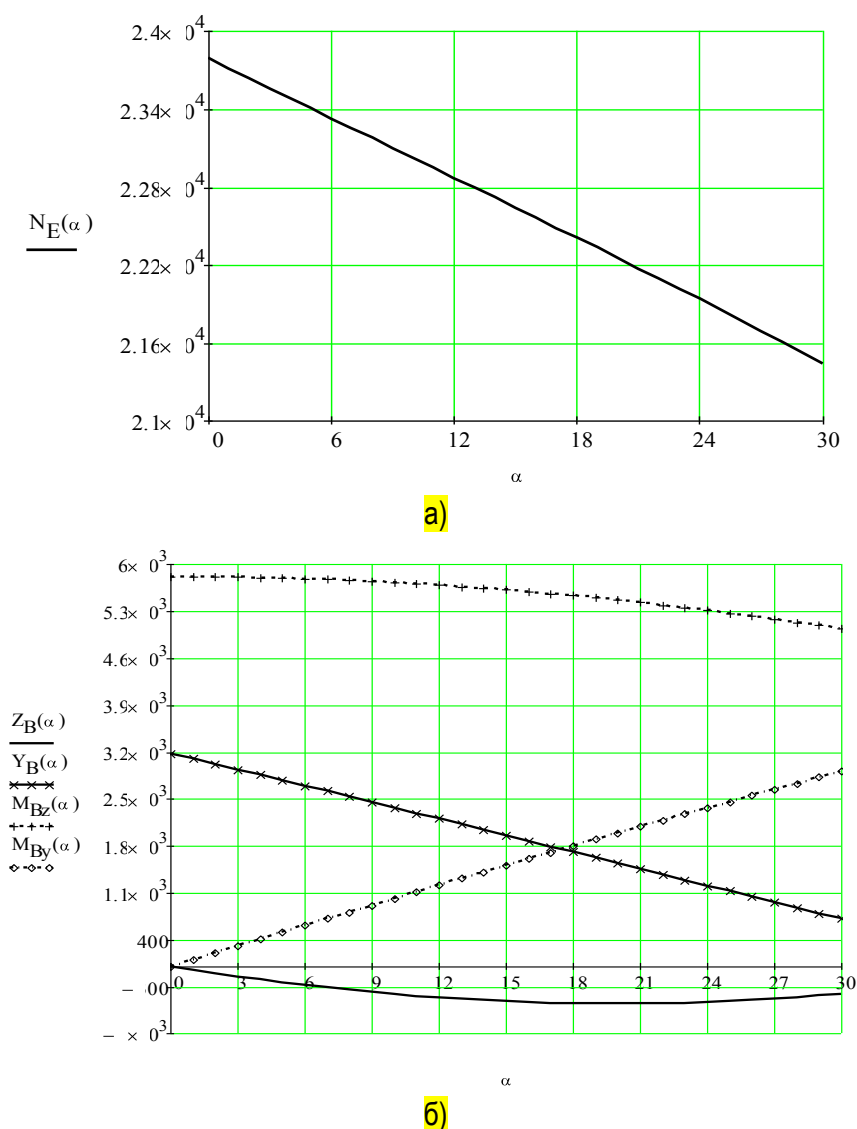 2.4× 0⁴
2.34× 0⁴
2.28× 0⁴
2.22× 0⁴
2.16× 0⁴
2.1× 0⁴
N_E(α)
0 6 12 18 24 30
α
а)
6× 0³
5.3× 0³
4.6× 0³
3.9× 0³
3.2× 0³
2.5× 0³
1.8× 0³
1.1× 0³
400
− 00
− × 0³
Z_B(α)
Y_B(α)
M_Bz(α)
M_By(α)
0 3 6 9 12 15 18 21 24 27 30
α
б)